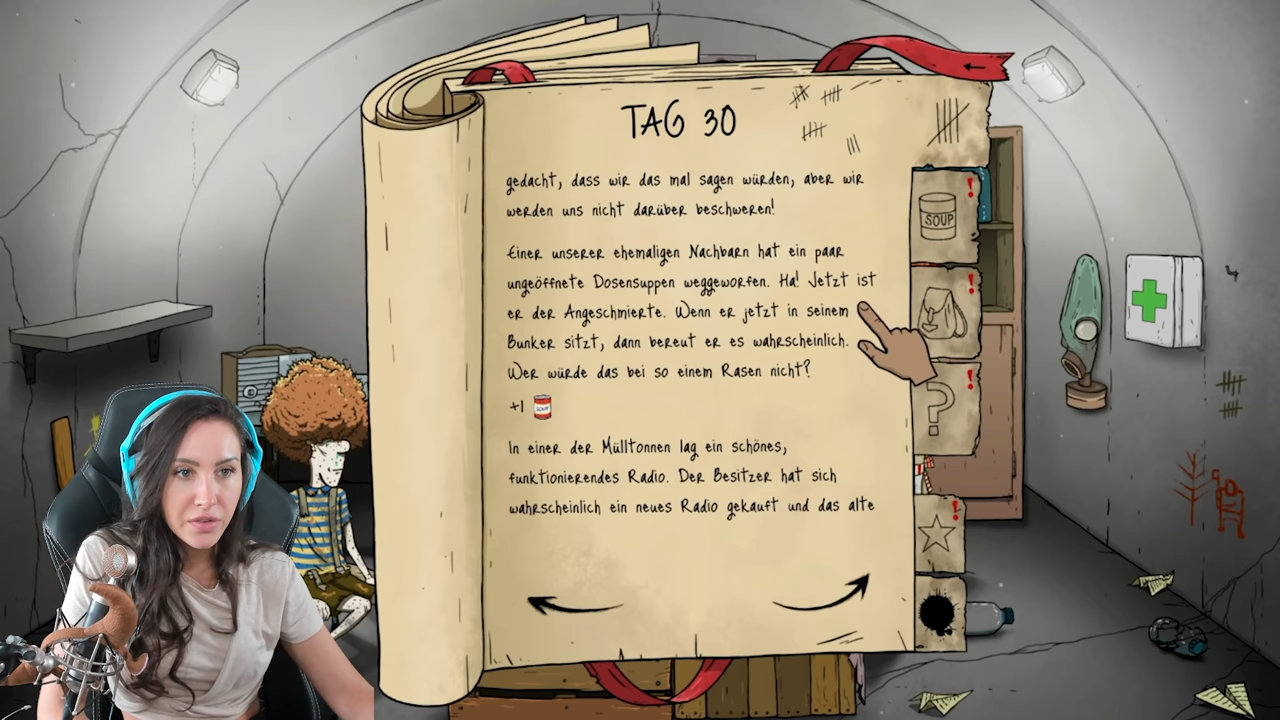 TAG 30
gedacht, dass wir das mal sagen würden, aber wir
werden uns nicht darüber beschweren!
Einer unserer ehemaligen Nachbarn hat ein paar
ungeöffnete Dosensuppen weggeworfen. Ha! Jetzt ist
er der Angeschmierte. Wenn er jetzt in seinem
Bunker sitzt, dann bereut er es wahrscheinlich.
Wer würde das bei so einem Rasen nicht?
+1 SOUP
In einer der Mülltonnen lag ein schönes,
funktionierendes Radio. Der Besitzer hat sich
wahrscheinlich ein neues Radio gekauft und das alte
SOUP
!
!
?
!
!